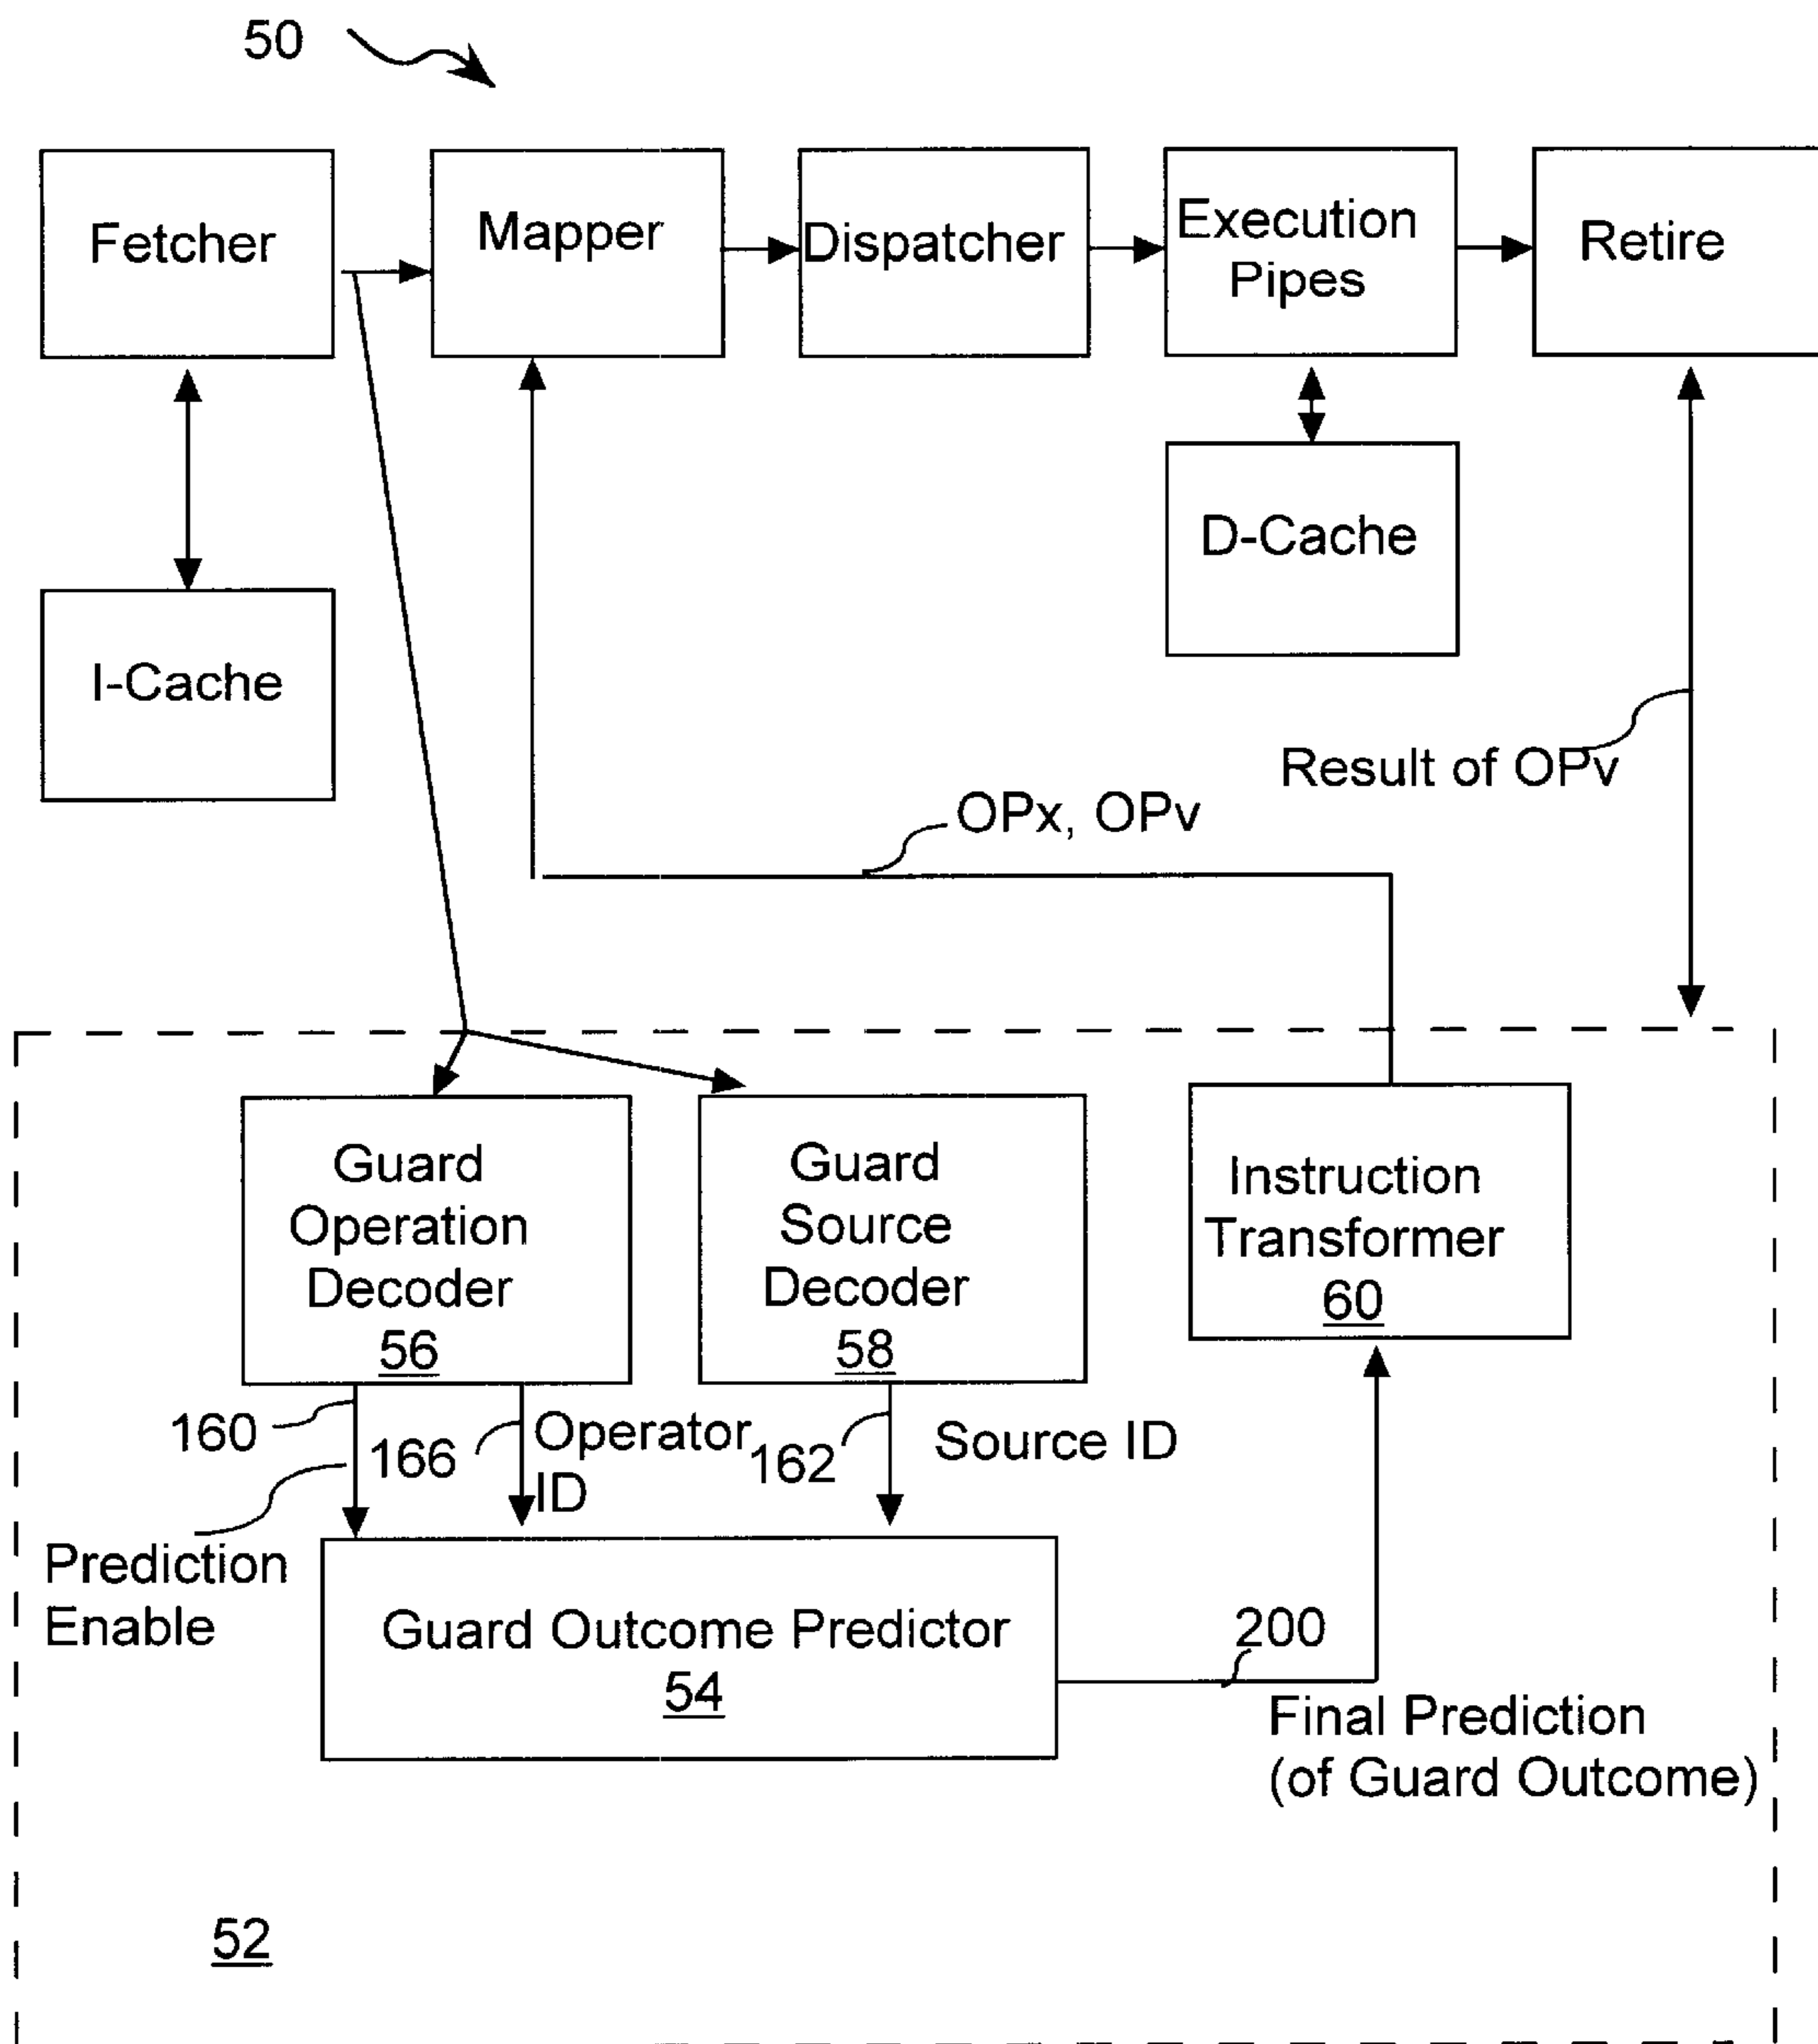 50
Fetcher
Mapper
Dispatcher
Execution
Pipes
Retire
I-Cache
D-Cache
Result of OPv
OPx, OPv
Guard
Operation
Decoder
56
Guard
Source
Decoder
58
Instruction
Transformer
60
160
166
Operator
ID
162
Source ID
Prediction
Enable
Guard Outcome Predictor
54
200
Final Prediction
(of Guard Outcome)
52